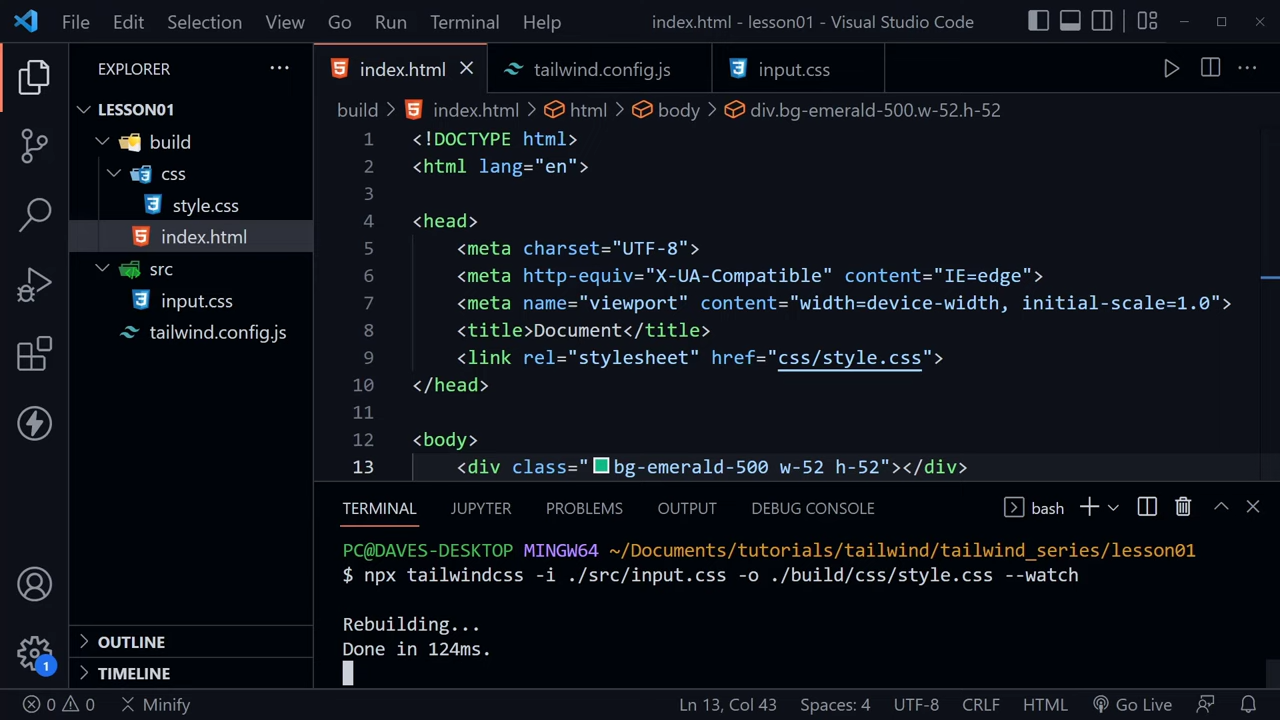 File Edit Selection View Go Run Terminal Help index.html - lesson01 - Visual Studio Code
EXPLORER
LESSON01
build
css
style.css
index.html
src
input.css
tailwind.config.js
OUTLINE
TIMELINE
1
index.html tailwind.config.js input.css
build > index.html > html > body > div.bg-emerald-500.w-52.h-52
1 <!DOCTYPE html>
2 <html lang="en">
3
4 <head>
5 <meta charset="UTF-8">
6 <meta http-equiv="X-UA-Compatible" content="IE=edge">
7 <meta name="viewport" content="width=device-width, initial-scale=1.0">
8 <title>Document</title>
9 <link rel="stylesheet" href="css/style.css">
10 </head>
11
12 <body>
13 <div class="bg-emerald-500 w-52 h-52"></div>
TERMINAL JUPYTER PROBLEMS OUTPUT DEBUG CONSOLE bash
PC@DAVES-DESKTOP MINGW64 ~/Documents/tutorials/tailwind/tailwind_series/lesson01
$ npx tailwindcss -i ./src/input.css -o ./build/css/style.css --watch
Rebuilding...
Done in 124ms.
0 0 Minify Ln 13, Col 43 Spaces: 4 UTF-8 CRLF HTML Go Live